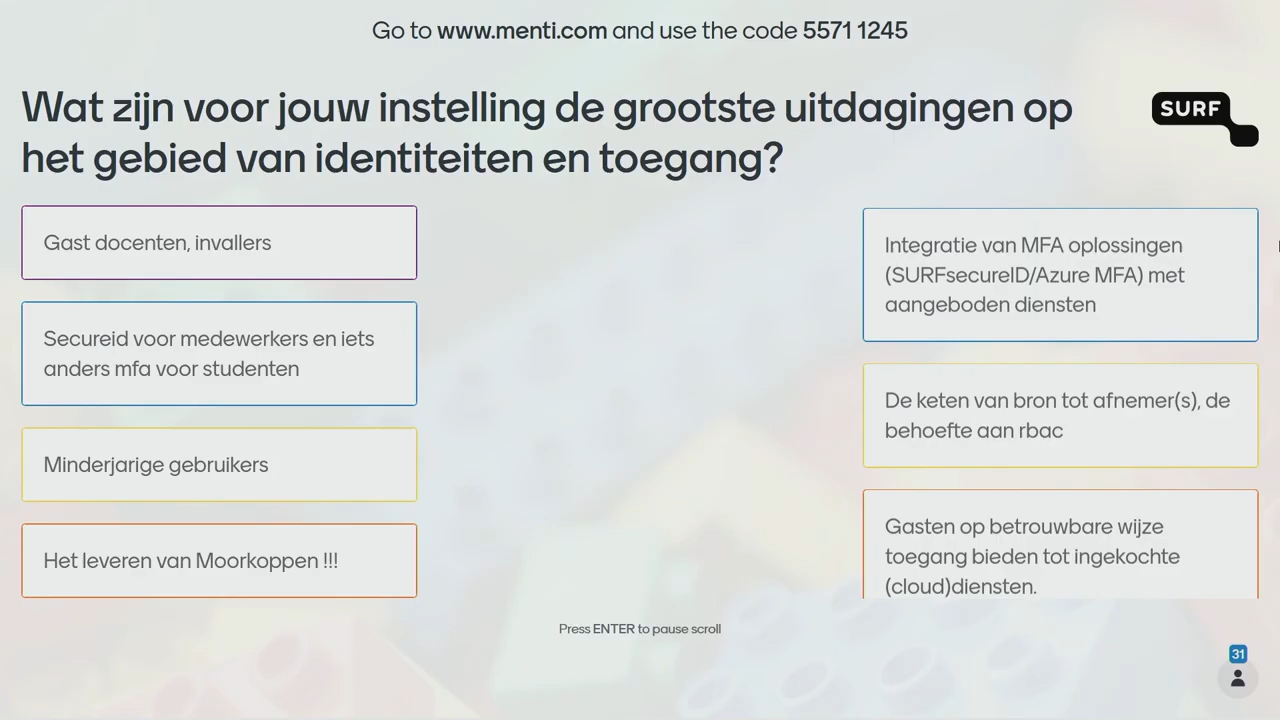 Go to www.menti.com and use the code 5571 1245
Wat zijn voor jouw instelling de grootste uitdagingen op
het gebied van identiteiten en toegang?
SURF
Gast docenten, invallers
Secureid voor medewerkers en iets
anders mfa voor studenten
Minderjarige gebruikers
Het leveren van Moorkoppen !!!
Integratie van MFA oplossingen
(SURFsecureID/Azure MFA) met
aangeboden diensten
De keten van bron tot afnemer(s), de
behoefte aan rbac
Gasten op betrouwbare wijze
toegang bieden tot ingekochte
(cloud)diensten.
Press ENTER to pause scroll
31